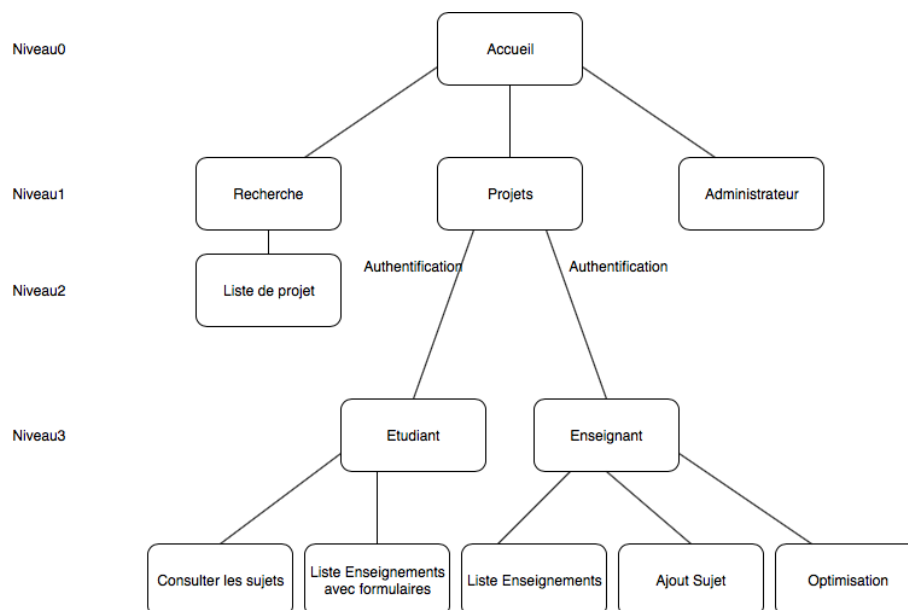 Niveau0
Accueil
Niveau1
Recherche
Projets
Administrateur
Authentification
Authentification
Niveau2
Liste de projet
Niveau3
Etudiant
Enseignant
Consulter les sujets
Liste Enseignements
avec formulaires
Liste Enseignements
Ajout Sujet
Optimisation